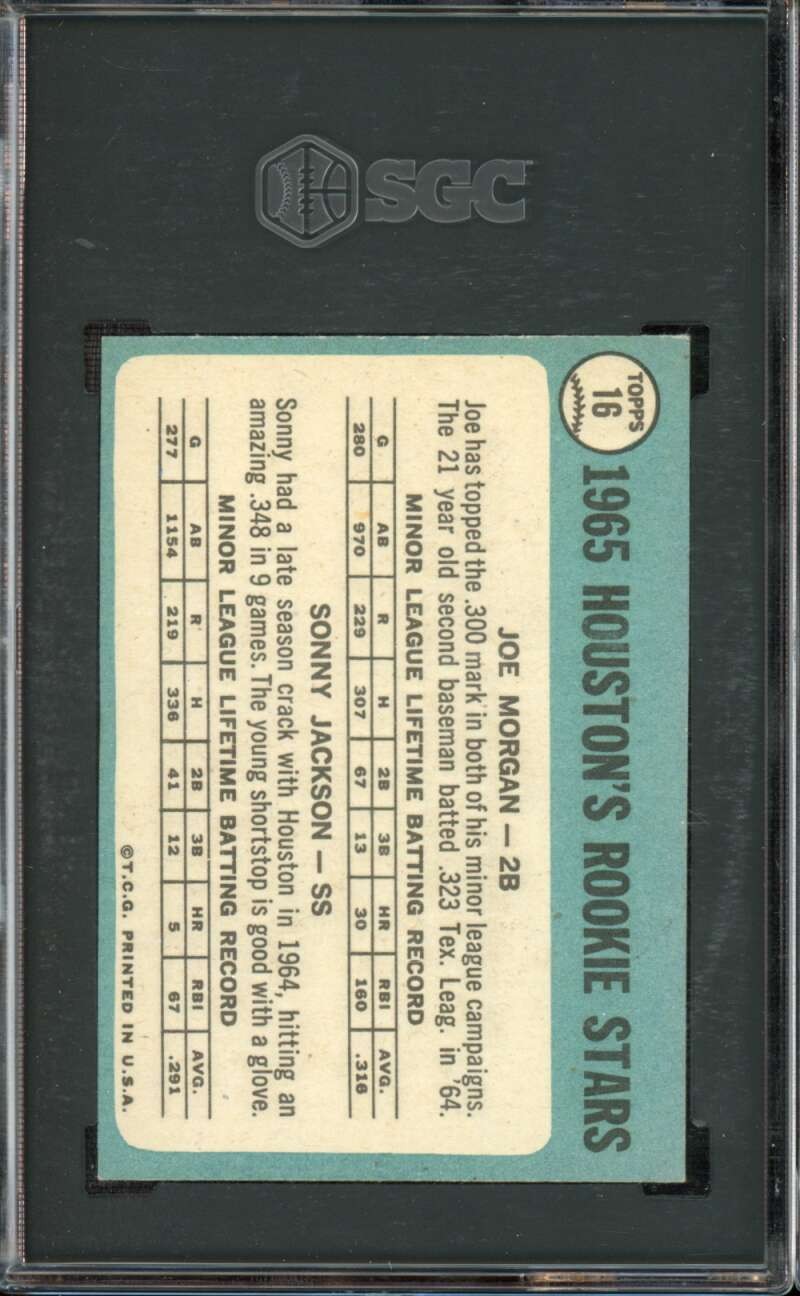 SGC
TOPPS
16
1965 HOUSTON'S ROOKIE STARS
JOE MORGAN — 2B
Joe has topped the .300 mark in both of his minor league campaigns.
The 21 year old second baseman batted .323 Tex. Leag. in '64.
MINOR LEAGUE LIFETIME BATTING RECORD
G AB R H 2B 3B HR RBI AVG.
280 970 229 307 67 13 30 160 .316
SONNY JACKSON — SS
Sonny had a late season crack with Houston in 1964, hitting an
amazing .348 in 9 games. The young shortstop is good with a glove.
MINOR LEAGUE LIFETIME BATTING RECORD
G AB R H 2B 3B HR RBI AVG.
277 1154 219 336 41 12 5 67 .291
©T.C.G. PRINTED IN U.S.A.